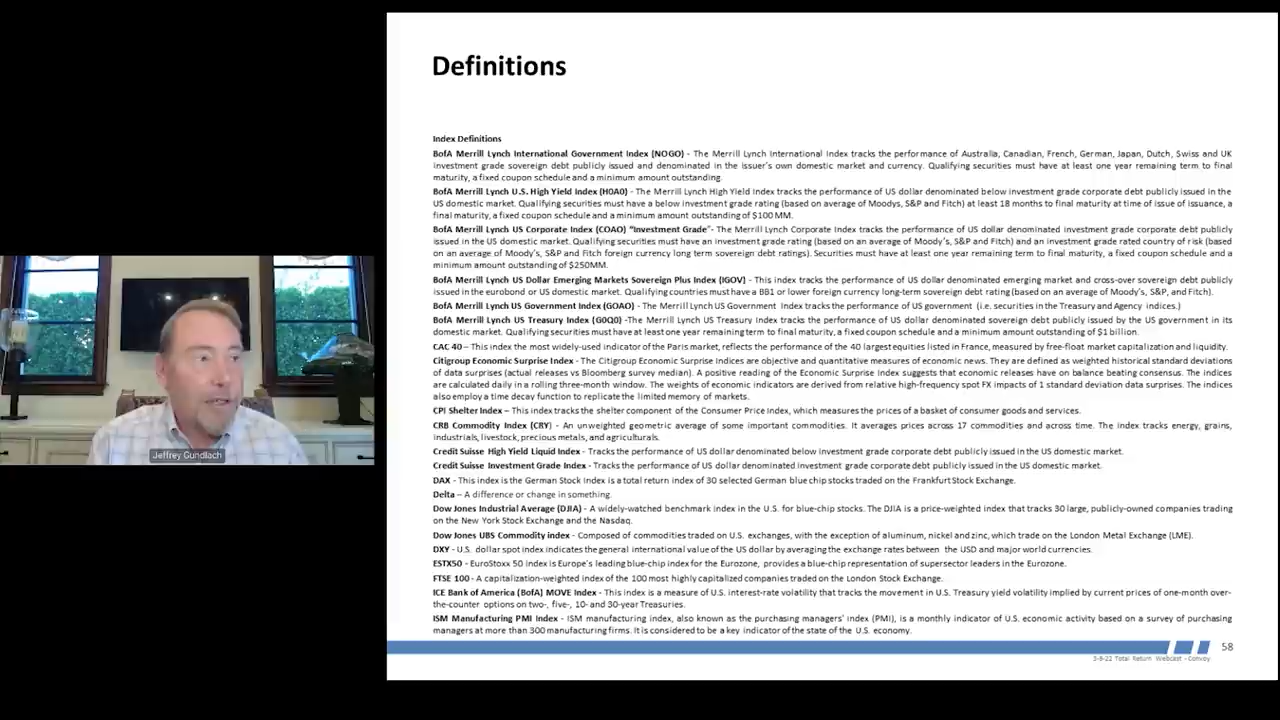 Definitions
Index Definitions
BofA Merrill Lynch International Government Index (N0G0) - The Merrill Lynch International Index tracks the performance of Australia, Canadian, French, German, Japan, Dutch, Swiss and UK
investment grade sovereign debt publicly issued and denominated in the issuer's own domestic market and currency. Qualifying securities must have at least one year remaining term to final
maturity, a fixed coupon schedule and a minimum amount outstanding.
BofA Merrill Lynch U.S. High Yield Index (H0A0) - The Merrill Lynch High Yield Index tracks the performance of US dollar denominated below investment grade corporate debt publicly issued in the
US domestic market. Qualifying securities must have a below investment grade rating (based on average of Moodys, S&P and Fitch) at least 18 months to final maturity at time of issue of issuance, a
final maturity, a fixed coupon schedule and a minimum amount outstanding of $100 MM.
BofA Merrill Lynch US Corporate Index (COAO) "Investment Grade"- The Merrill Lynch Corporate Index tracks the performance of US dollar denominated investment grade corporate debt publicly
issued in the US domestic market. Qualifying securities must have an investment grade rating (based on an average of Moody's, S&P and Fitch) and an investment grade rated country of risk (based
on an average of Moody's, S&P and Fitch foreign currency long term sovereign debt ratings). Securities must have at least one year remaining term to final maturity, a fixed coupon schedule and a
minimum amount outstanding of $250MM.
BofA Merrill Lynch US Dollar Emerging Markets Sovereign Plus Index (IGOV) - This index tracks the performance of US dollar denominated emerging market and cross-over sovereign debt publicly
issued in the eurobond or US domestic market. Qualifying countries must have a BB1 or lower foreign currency long-term sovereign debt rating (based on an average of Moody's, S&P, and Fitch).
BofA Merrill Lynch US Government Index (GOAO) - The Merrill Lynch US Government Index tracks the performance of US government (i.e. securities in the Treasury and Agency indices.)
BofA Merrill Lynch US Treasury Index (G0Q0) -The Merrill Lynch US Treasury Index tracks the performance of US dollar denominated sovereign debt publicly issued by the US government in its
domestic market. Qualifying securities must have at least one year remaining term to final maturity, a fixed coupon schedule and a minimum amount outstanding of $1 billion.
CAC 40 – This index the most widely-used indicator of the Paris market, reflects the performance of the 40 largest equities listed in France, measured by free-float market capitalization and liquidity.
Citigroup Economic Surprise Index - The Citigroup Economic Surprise Indices are objective and quantitative measures of economic news. They are defined as weighted historical standard deviations
of data surprises (actual releases vs Bloomberg survey median). A positive reading of the Economic Surprise Index suggests that economic releases have on balance beating consensus. The indices
are calculated daily in a rolling three-month window. The weights of economic indicators are derived from relative high-frequency spot FX impacts of 1 standard deviation data surprises. The indices
also employ a time decay function to replicate the limited memory of markets.
CPI Shelter Index – This index tracks the shelter component of the Consumer Price Index, which measures the prices of a basket of consumer goods and services.
CRB Commodity Index (CRY) - An unweighted geometric average of some important commodities. It averages prices across 17 commodities and across time. The index tracks energy, grains,
industrials, livestock, precious metals, and agriculturals.
Credit Suisse High Yield Liquid Index - Tracks the performance of US dollar denominated below investment grade corporate debt publicly issued in the US domestic market.
Credit Suisse Investment Grade Index - Tracks the performance of US dollar denominated investment grade corporate debt publicly issued in the US domestic market.
DAX - This index is the German Stock Index is a total return index of 30 selected German blue chip stocks traded on the Frankfurt Stock Exchange.
Delta – A difference or change in something.
Dow Jones Industrial Average (DJIA) - A widely-watched benchmark index in the U.S. for blue-chip stocks. The DJIA is a price-weighted index that tracks 30 large, publicly-owned companies trading
on the New York Stock Exchange and the Nasdaq.
Dow Jones UBS Commodity index - Composed of commodities traded on U.S. exchanges, with the exception of aluminum, nickel and zinc, which trade on the London Metal Exchange (LME).
DXY - U.S. dollar spot index indicates the general international value of the US dollar by averaging the exchange rates between the USD and major world currencies.
ESTX50 - EuroStoxx 50 index is Europe's leading blue-chip index for the Eurozone, provides a blue-chip representation of supersector leaders in the Eurozone.
FTSE 100 - A capitalization-weighted index of the 100 most highly capitalized companies traded on the London Stock Exchange.
ICE Bank of America (BofA) MOVE Index - This index is a measure of U.S. interest-rate volatility that tracks the movement in U.S. Treasury yield volatility implied by current prices of one-month over-
the-counter options on two-, five-, 10- and 30-year Treasuries.
ISM Manufacturing PMI Index - ISM manufacturing index, also known as the purchasing managers' index (PMI), is a monthly indicator of U.S. economic activity based on a survey of purchasing
managers at more than 300 manufacturing firms. It is considered to be a key indicator of the state of the U.S. economy.
58
3-8-22 Total Return Webcast - Convoy
Jeffrey Gundlach